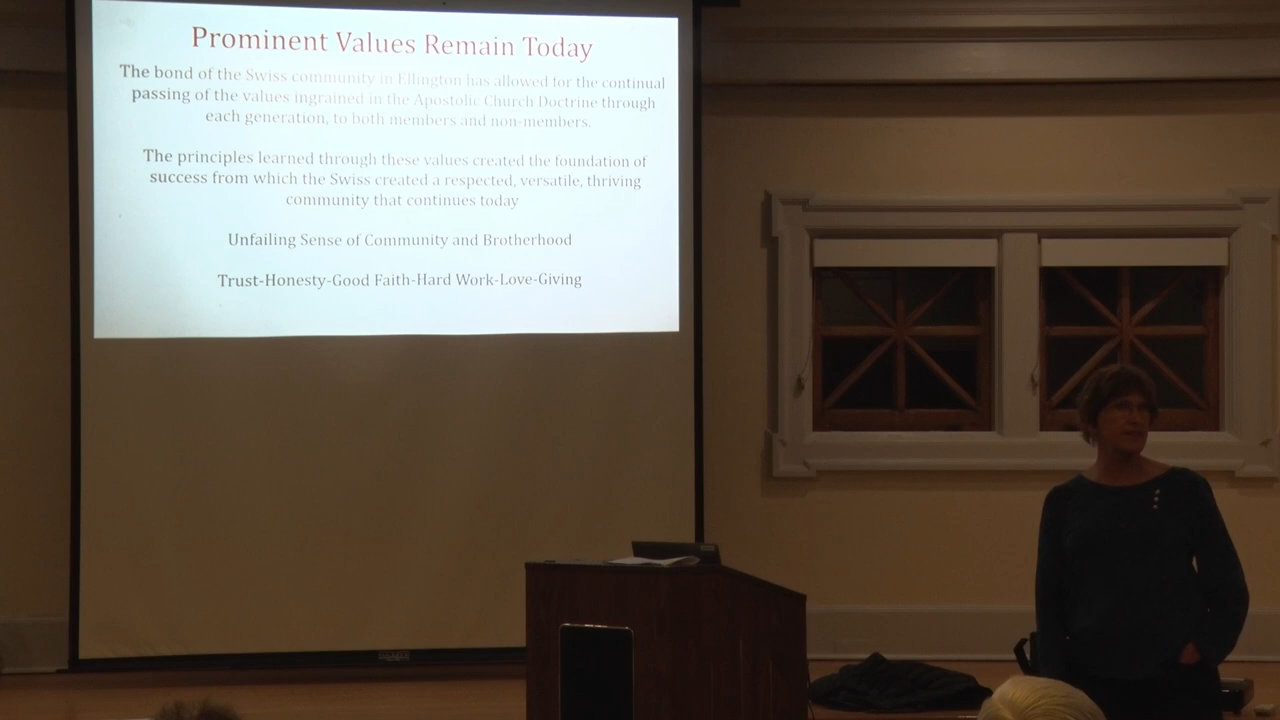 Prominent Values Remain Today
The bond of the Swiss community in Ellington has allowed for the continual
passing of the values ingrained in the Apostolic Church Doctrine through
each generation, to both members and non-members.
The principles learned through these values created the foundation of
success from which the Swiss created a respected, versatile, thriving
community that continues today
Unfailing Sense of Community and Brotherhood
Trust-Honesty-Good Faith-Hard Work-Love-Giving